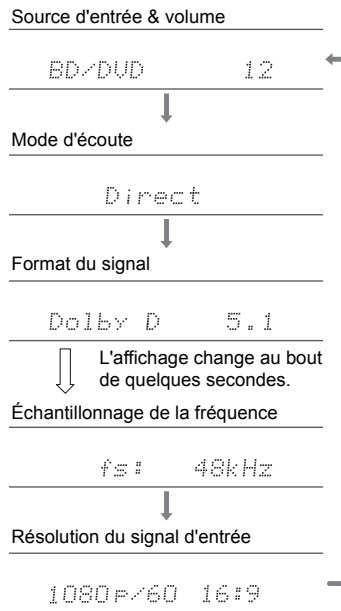 Source d'entrée & volume
BD/DVD 12
Mode d'écoute
Direct
Format du signal
Dolby D 5.1
L'affichage change au bout
de quelques secondes.
Échantillonnage de la fréquence
fs: 48kHz
Résolution du signal d'entrée
1080p/60 16:9